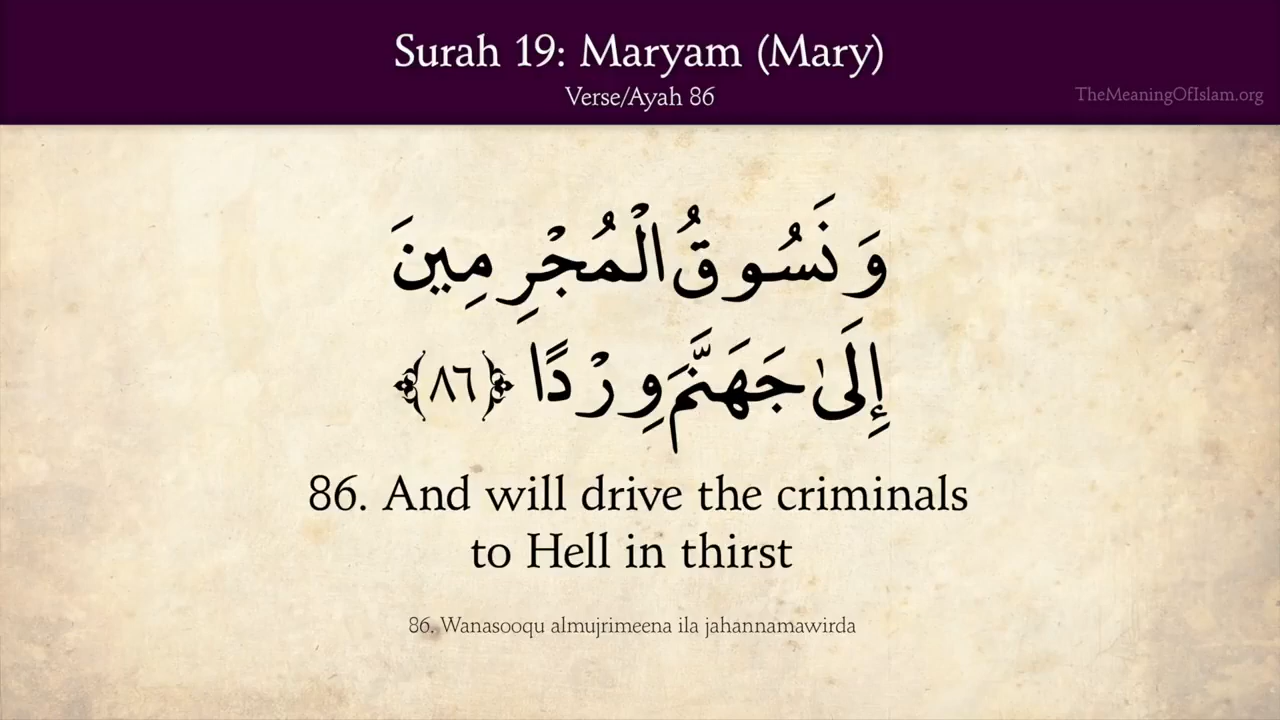 Surah 19: Maryam (Mary)
Verse/Ayah 86
TheMeaningOfIslam.org
وَنَسُوقُ الْمُجْرِمِينَ
إِلَىٰ جَهَنَّمَ وِرْدًا ﴿٨٦﴾
86. And will drive the criminals
to Hell in thirst
86. Wanasooqu almujrimeena ila jahannamawirda